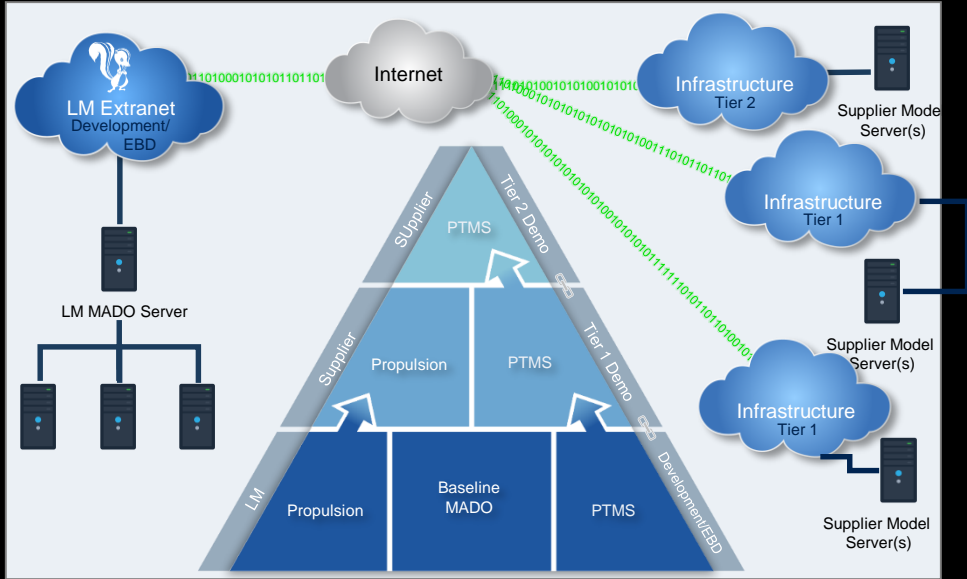 LM Extranet
Development/
EBD
Internet
Infrastructure
Tier 2
Supplier Mode
Server(s)
Infrastructure
Tier 1
Supplier Model
Server(s)
Infrastructure
Tier 1
Supplier Model
Server(s)
LM MADO Server
SUpplier
PTMS
Tier 2 Demo
Supplier
Propulsion
PTMS
Tier 1 Demo
LM
Propulsion
Baseline
MADO
PTMS
Development/EBD